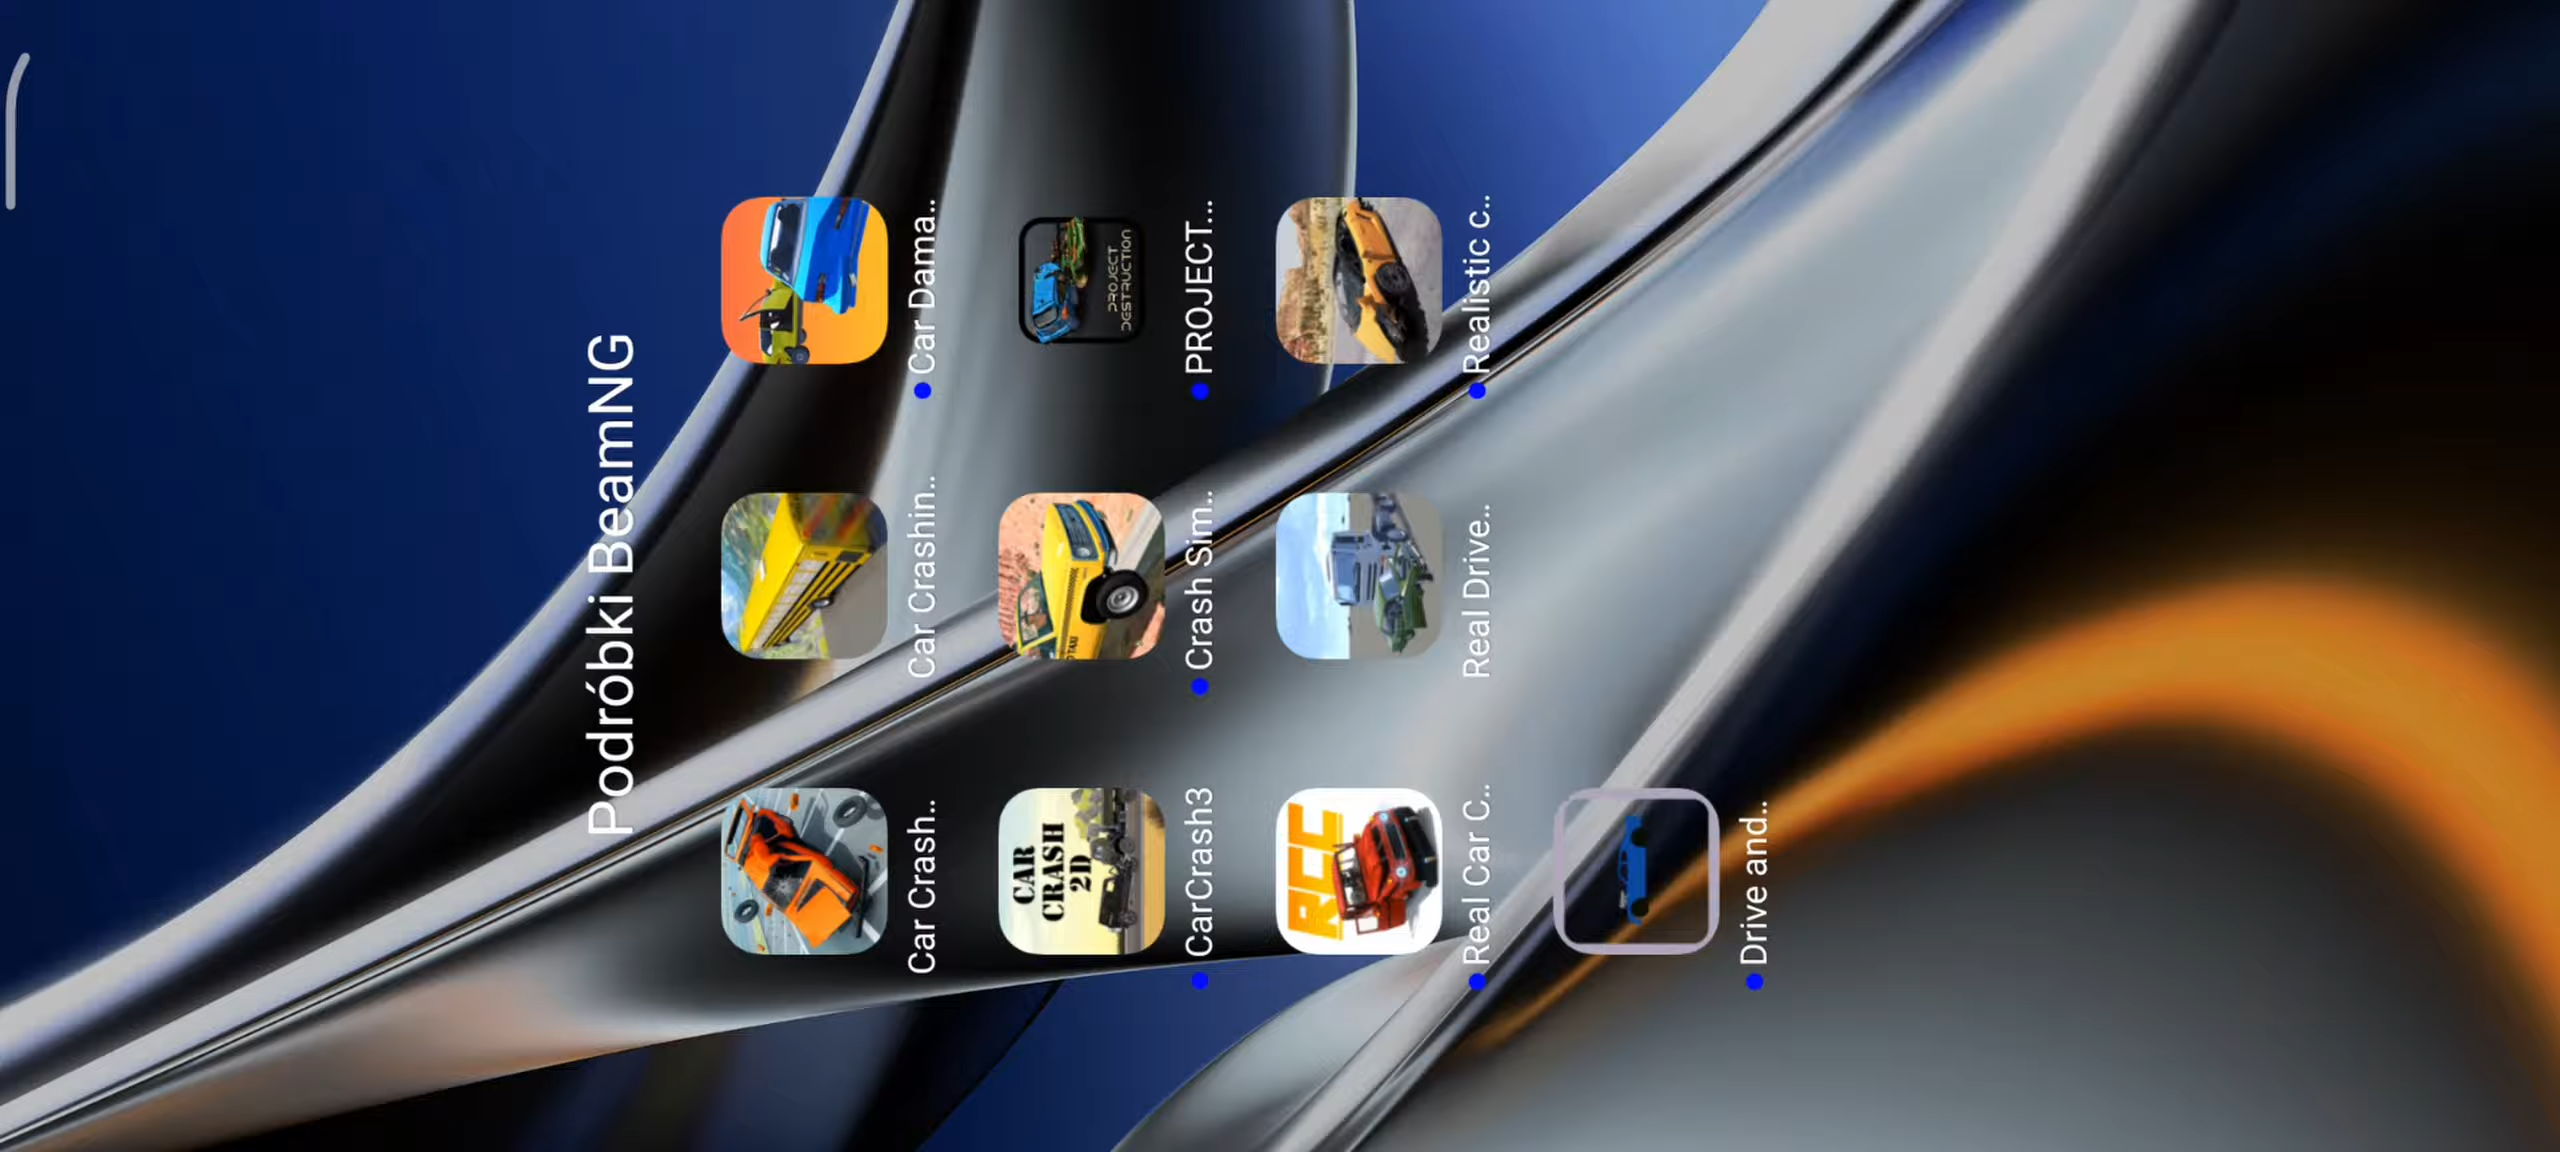 Podróbki BeamNG
Car Crash..
Car Crashin..
Car Dama..
CAR
CRASH
2D
CarCrash3
TAXI
Crash Sim..
PROJECT
DESTRUCTION
PROJECT...
RCC
Real Car C..
Real Drive..
Realistic c..
Drive and..